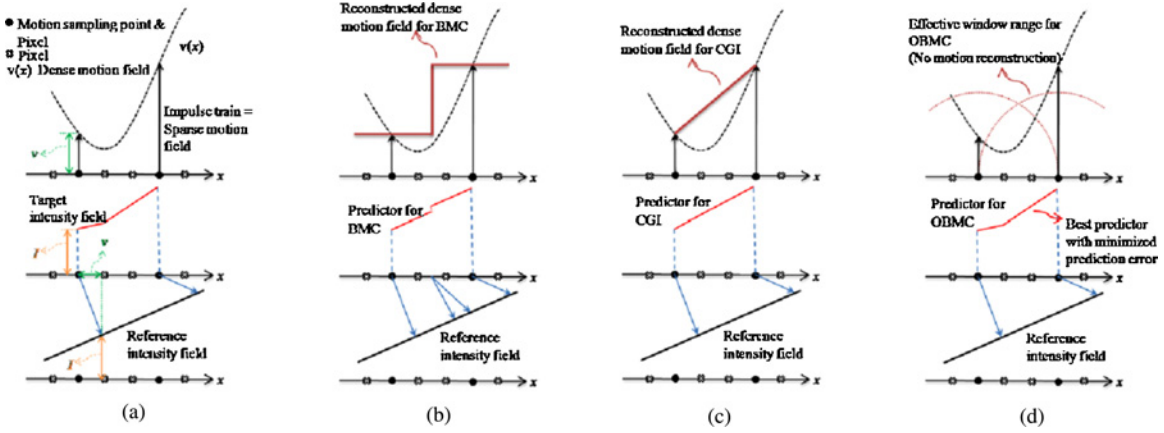 Motion sampling point &
Pixel
Pixel
v(x) Dense motion field
v(x)
Impulse train =
Sparse motion
field
v
x
Target
intensity field
I
v
x
Reference
intensity field
I
x
(a)
Reconstructed dense
motion field for BMC
x
Predictor for
BMC
x
Reference
intensity field
x
(b)
Reconstructed dense
motion field for CGI
x
Predictor for
CGI
x
Reference
intensity field
x
(c)
Effective window range for
OBMC
(No motion reconstruction)
x
Predictor for
OBMC
Best predictor
with minimized
prediction error
x
Reference
intensity field
x
(d)